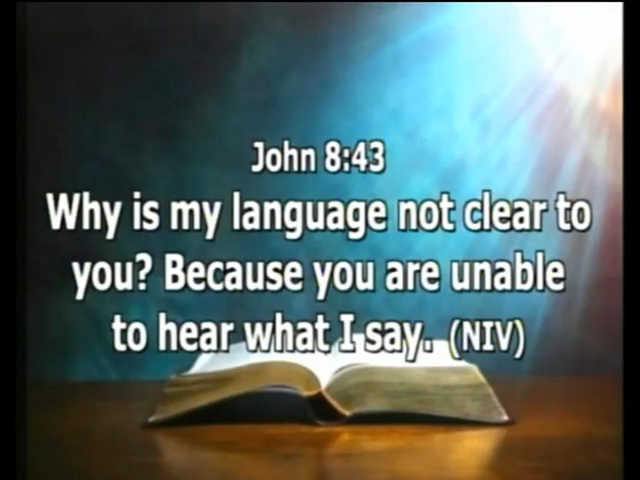 John 8:43
Why is my language not clear to
you? Because you are unable
to hear what I say. (NIV)